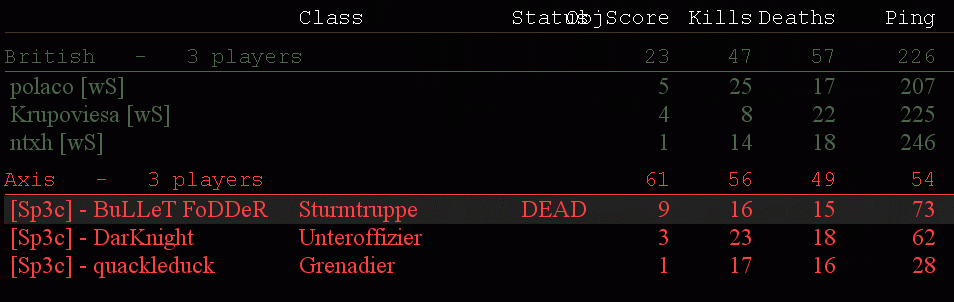 Class Status ObjScore Kills Deaths Ping
British - 3 players 23 47 57 226
polaco [wS] 5 25 17 207
Krupoviesa [wS] 4 8 22 225
ntxh [wS] 1 14 18 246
Axis - 3 players 61 56 49 54
[Sp3c] - BuLLeT FoDDeR Sturmtruppe DEAD 9 16 15 73
[Sp3c] - DarKnight Unteroffizier 3 23 18 62
[Sp3c] - quackleduck Grenadier 1 17 16 28